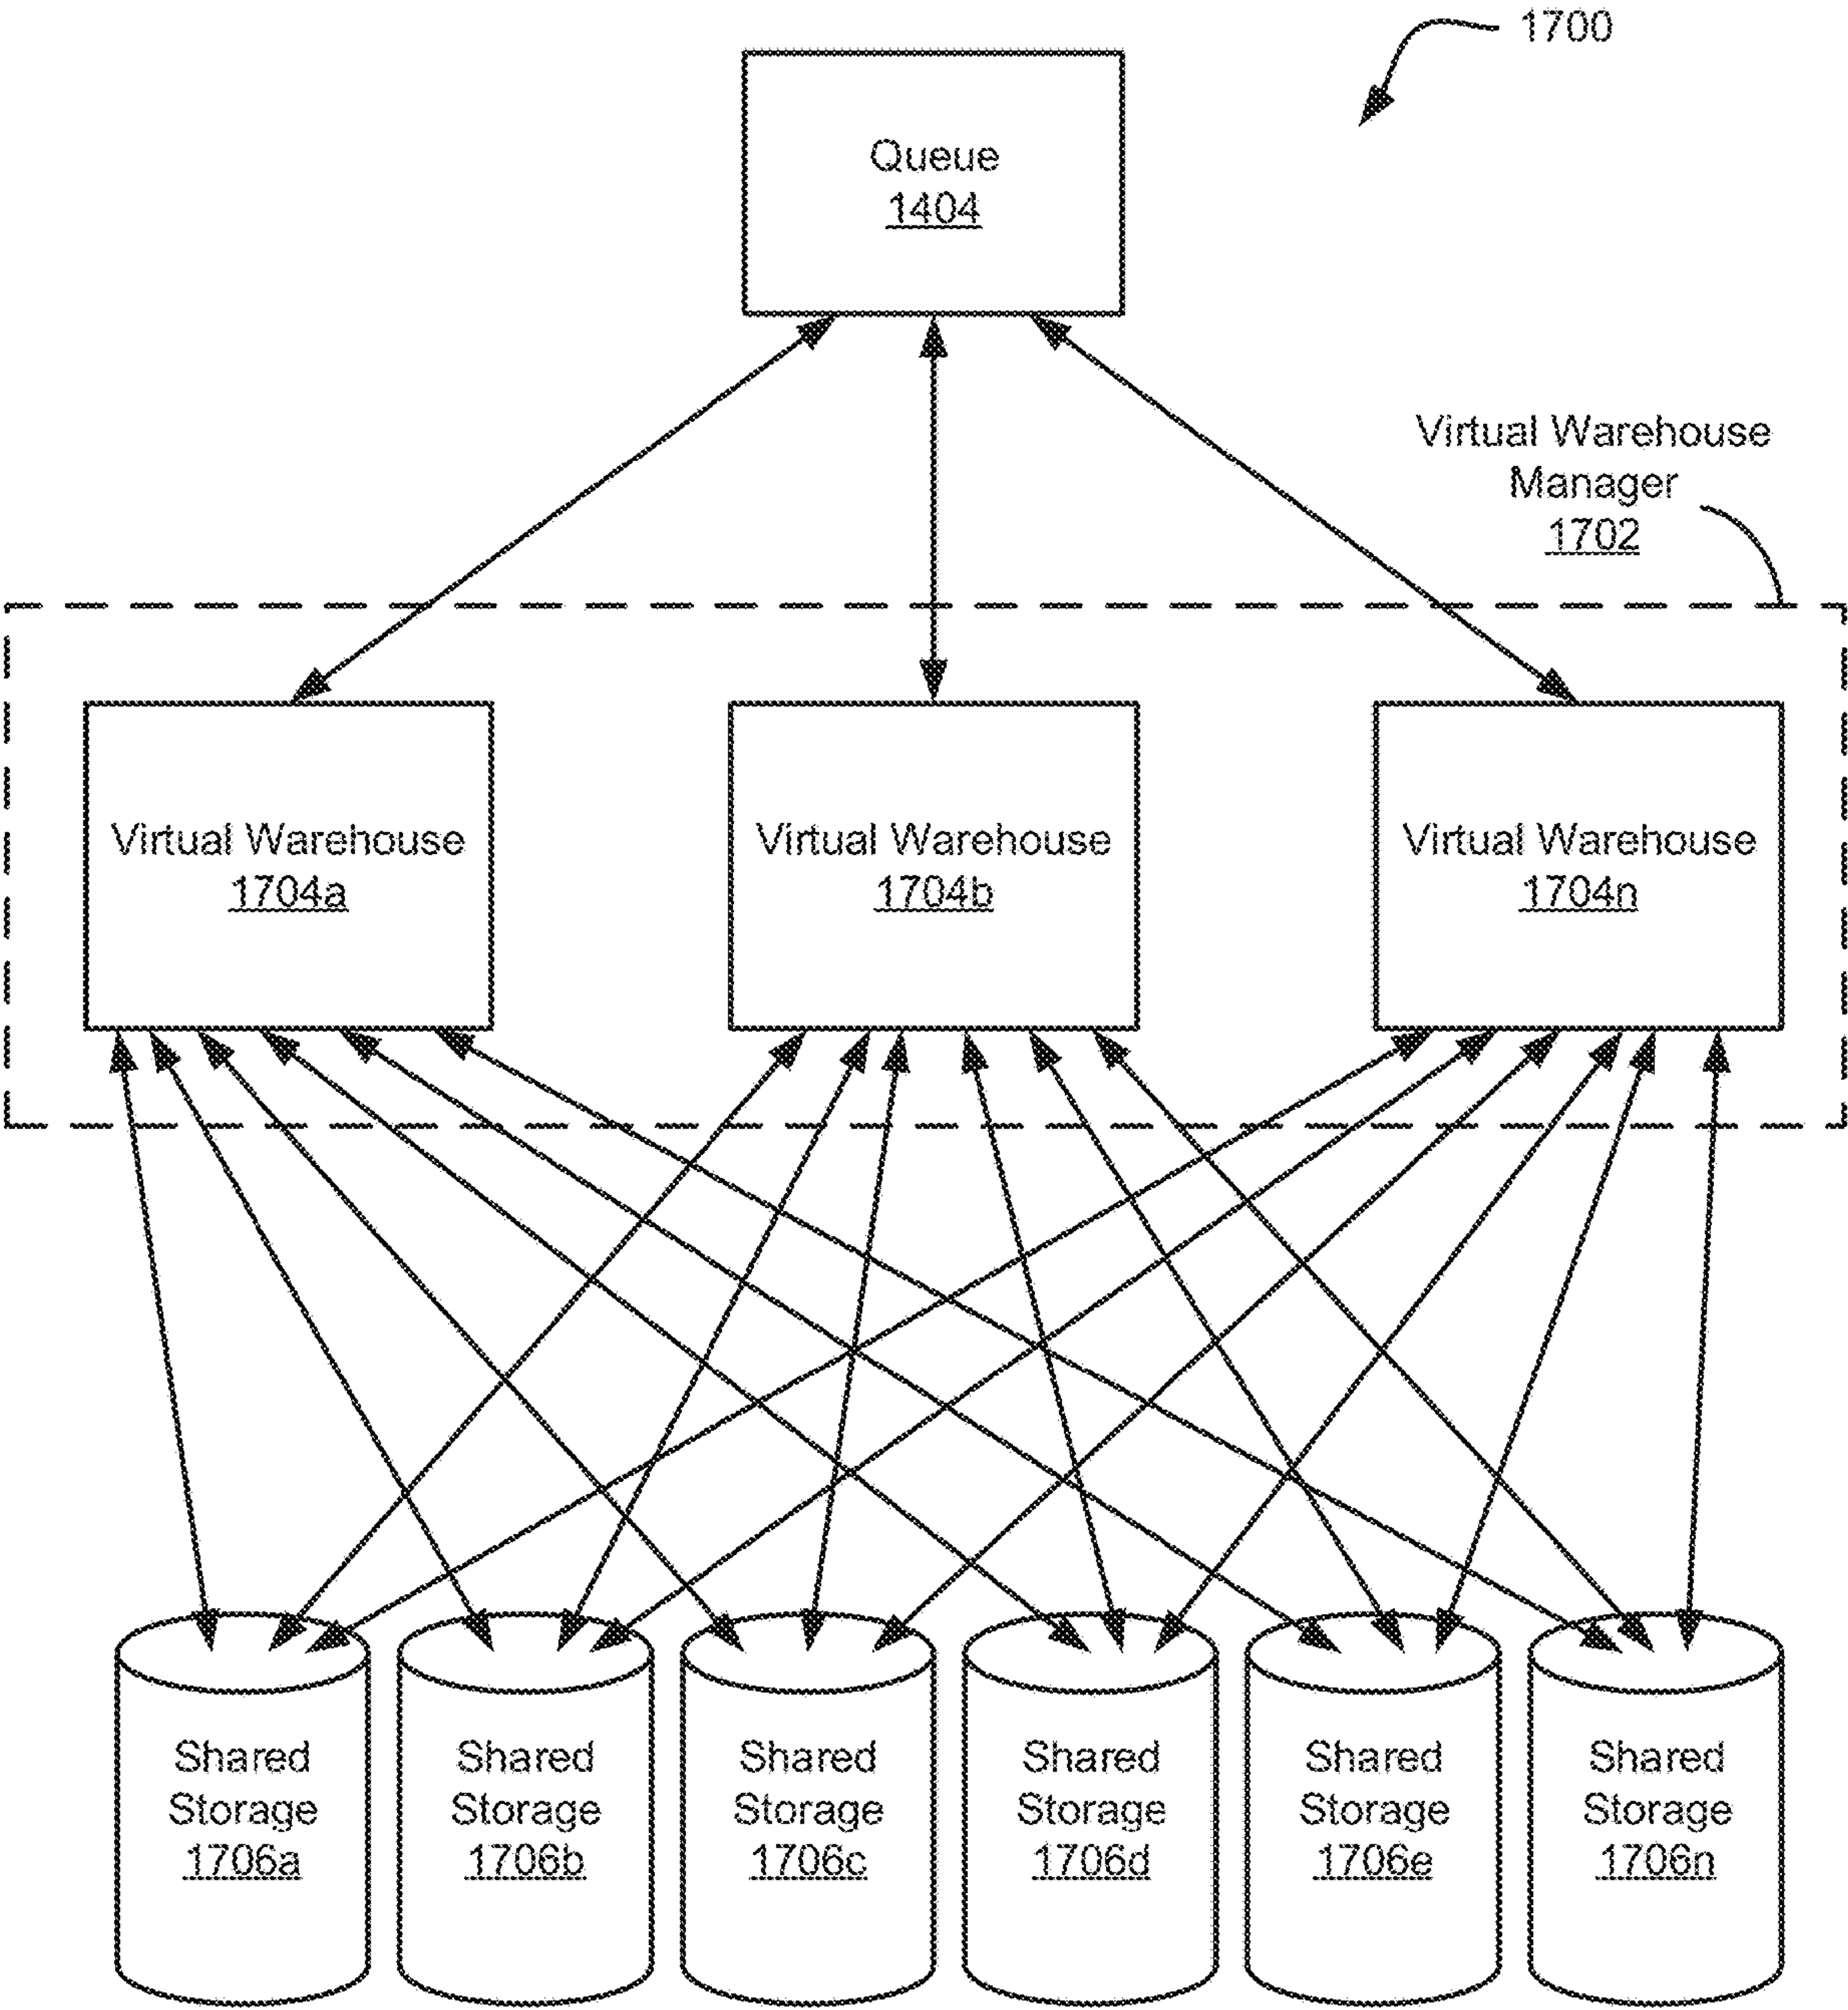 1700
Queue
1404
Virtual Warehouse
Manager
1702
Virtual Warehouse
1704a
Virtual Warehouse
1704b
Virtual Warehouse
1704n
Shared
Storage
1706a
Shared
Storage
1706b
Shared
Storage
1706c
Shared
Storage
1706d
Shared
Storage
1706e
Shared
Storage
1706n